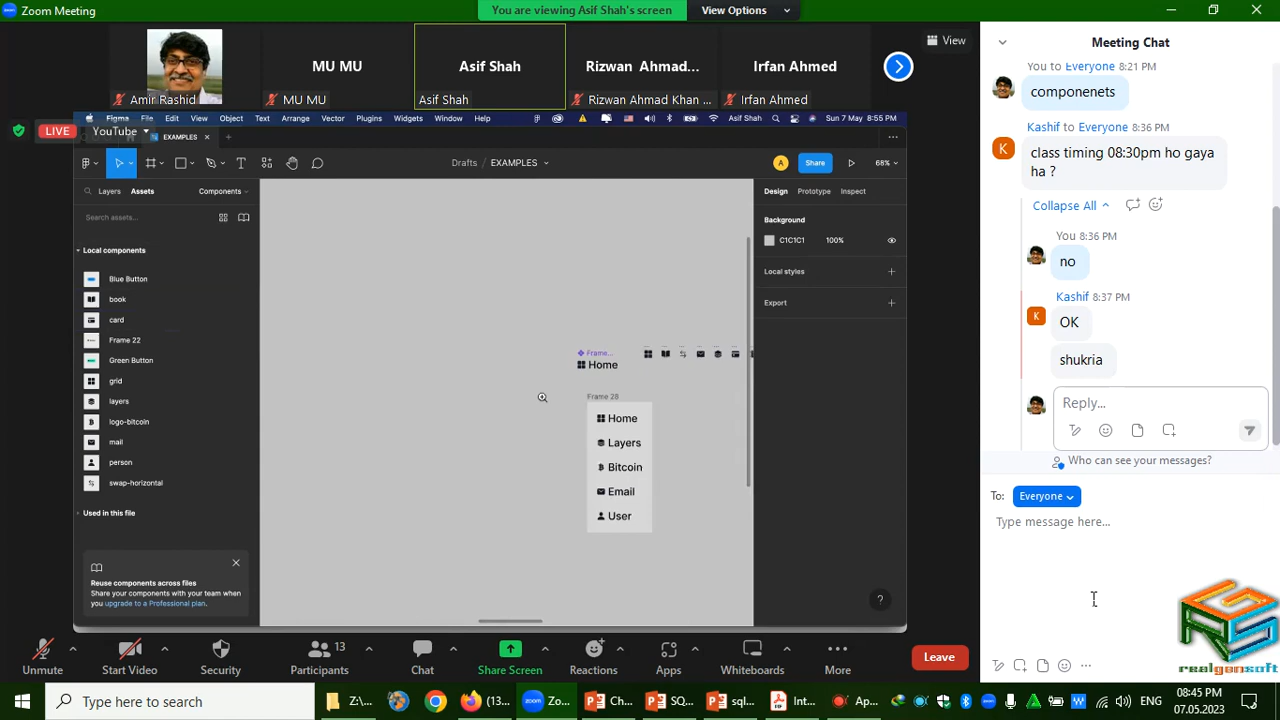 Zoom Meeting
You are viewing Asif Shah's screen
View Options
View
Amir Rashid
MU MU
MU MU
Asif Shah
Asif Shah
Rizwan Ahmad...
Rizwan Ahmad Khan ...
Irfan Ahmed
Irfan Ahmed
LIVE
YouTube
Figma File Edit View Object Text Arrange Vector Plugins Widgets Window Help
Asif Shah
Sun 7 May 8:55 PM
EXAMPLES
Drafts / EXAMPLES
A
Share
68%
Layers
Assets
Components
Search assets...
Local components
Blue Button
book
card
Frame 22
Green Button
grid
layers
logo-bitcoin
mail
person
swap-horizontal
Used in this file
Reuse components across files
Share your components with your team when
you upgrade to a Professional plan.
Frame...
Home
Frame 28
Home
Layers
Bitcoin
Email
User
Design
Prototype
Inspect
Background
C1C1C1
100%
Local styles
Export
?
Meeting Chat
You to Everyone 8:21 PM
componenets
Kashif to Everyone 8:36 PM
K
class timing 08:30pm ho gaya
ha ?
Collapse All
You 8:36 PM
no
Kashif 8:37 PM
K
OK
shukria
Reply...
Who can see your messages?
To: Everyone
Type message here...
realgensoft
Unmute
Start Video
Security
13
Participants
Chat
Share Screen
Reactions
Apps
Whiteboards
More
Leave
Type here to search
Z:\...
(13...
Zo...
Ch...
SQ...
sql...
Int...
Ap...
ENG
08:45 PM
07.05.2023